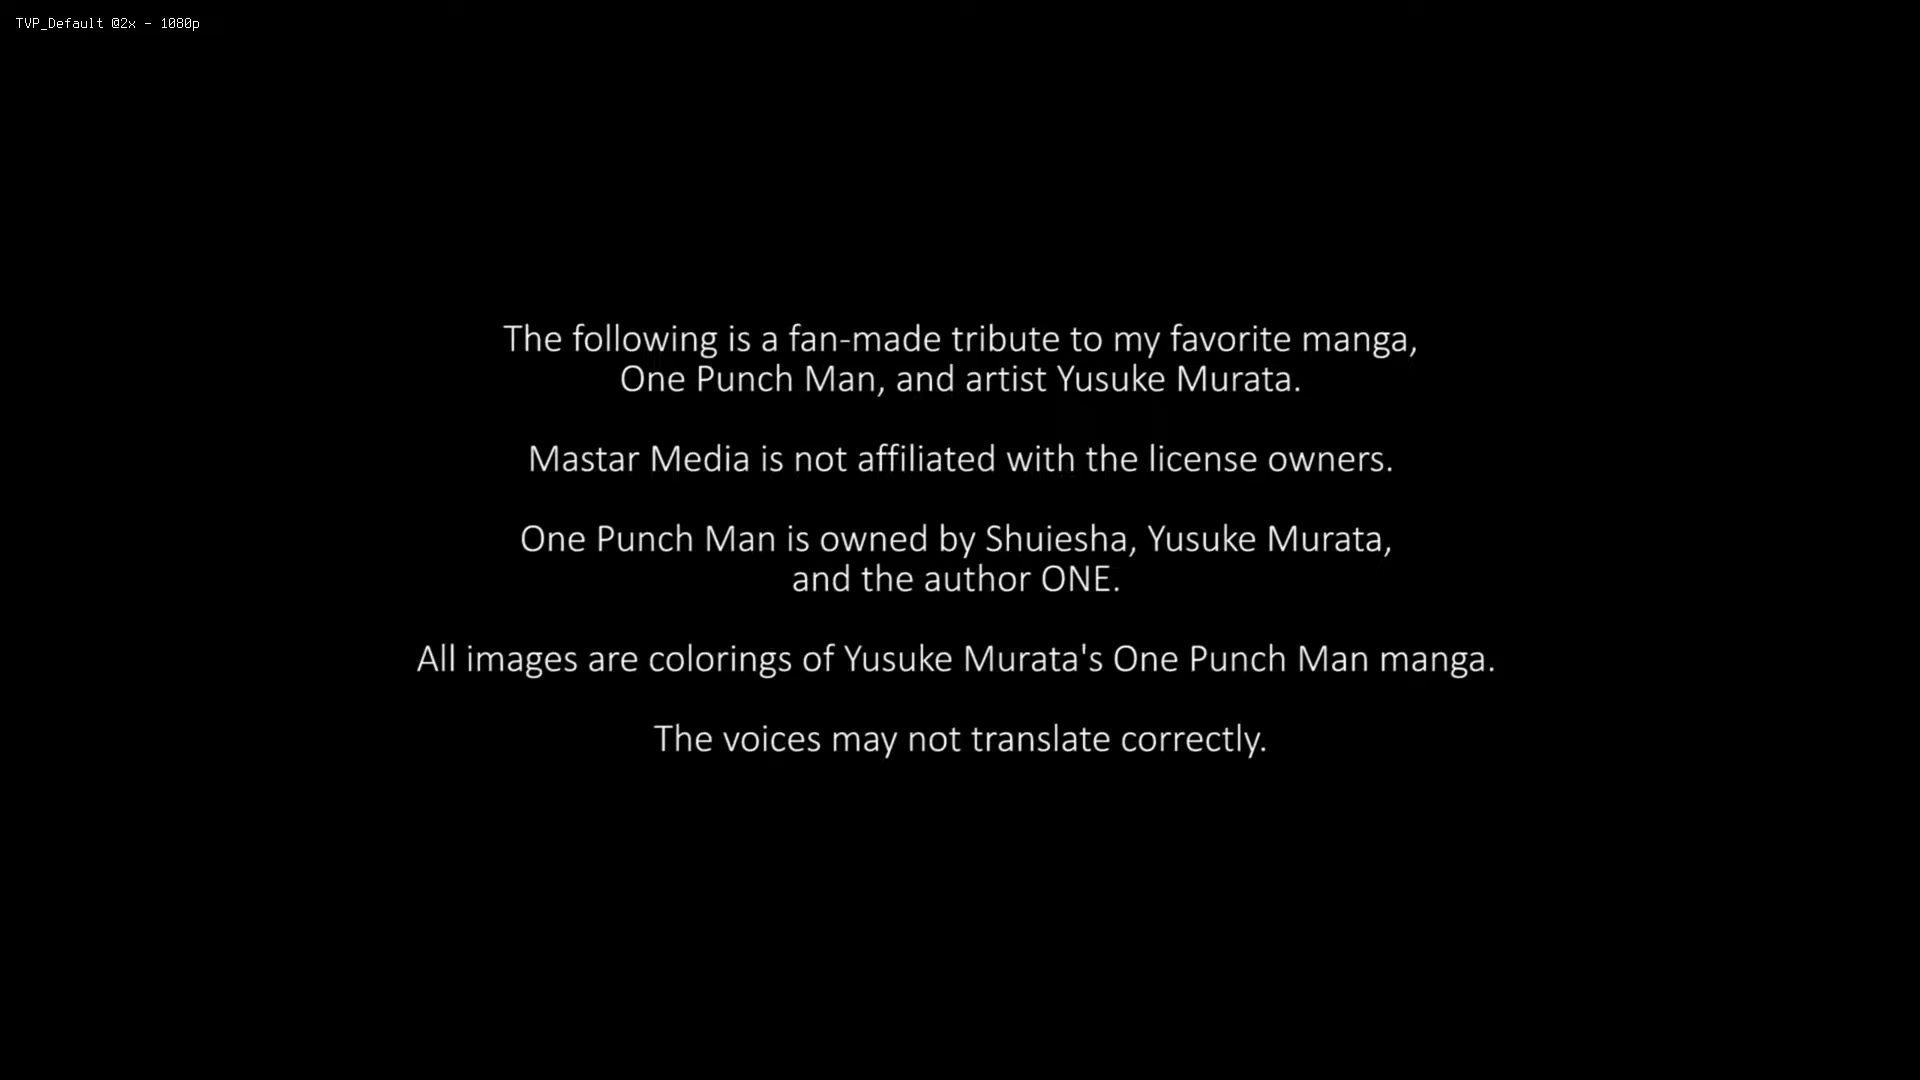 TVP_Default @2x - 1080p
The following is a fan-made tribute to my favorite manga,
One Punch Man, and artist Yusuke Murata.
Mastar Media is not affiliated with the license owners.
One Punch Man is owned by Shuiesha, Yusuke Murata,
and the author ONE.
All images are colorings of Yusuke Murata's One Punch Man manga.
The voices may not translate correctly.